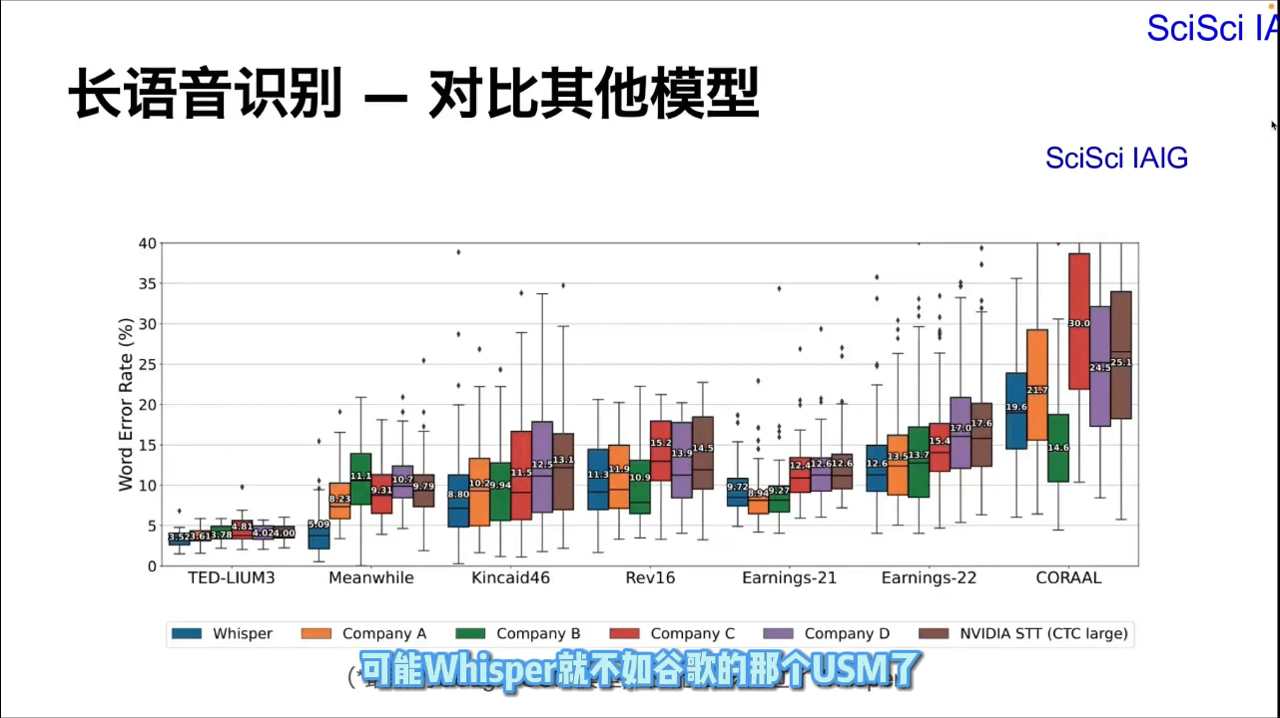 SciSci IA
长语音识别 — 对比其他模型
SciSci IAIG
Word Error Rate (%)
40
35
30
25
20
15
10
5
0
3.52 3.61 3.78 4.81 4.02 4.00
5.09 8.23 11.1 9.31 10.7 9.79
8.80 10.2 9.94 11.5 12.5 13.1
11.3 11.9 10.9 15.2 13.9 14.5
9.72 8.94 9.27 12.4 12.6 12.6
12.6 13.5 13.7 15.4 17.0 17.6
19.6 21.7 14.6 30.0 24.5 25.1
TED-LIUM3 Meanwhile Kincaid46 Rev16 Earnings-21 Earnings-22 CORAAL
Whisper Company A Company B Company C Company D NVIDIA STT (CTC large)
可能Whisper就不如谷歌的那个USM了